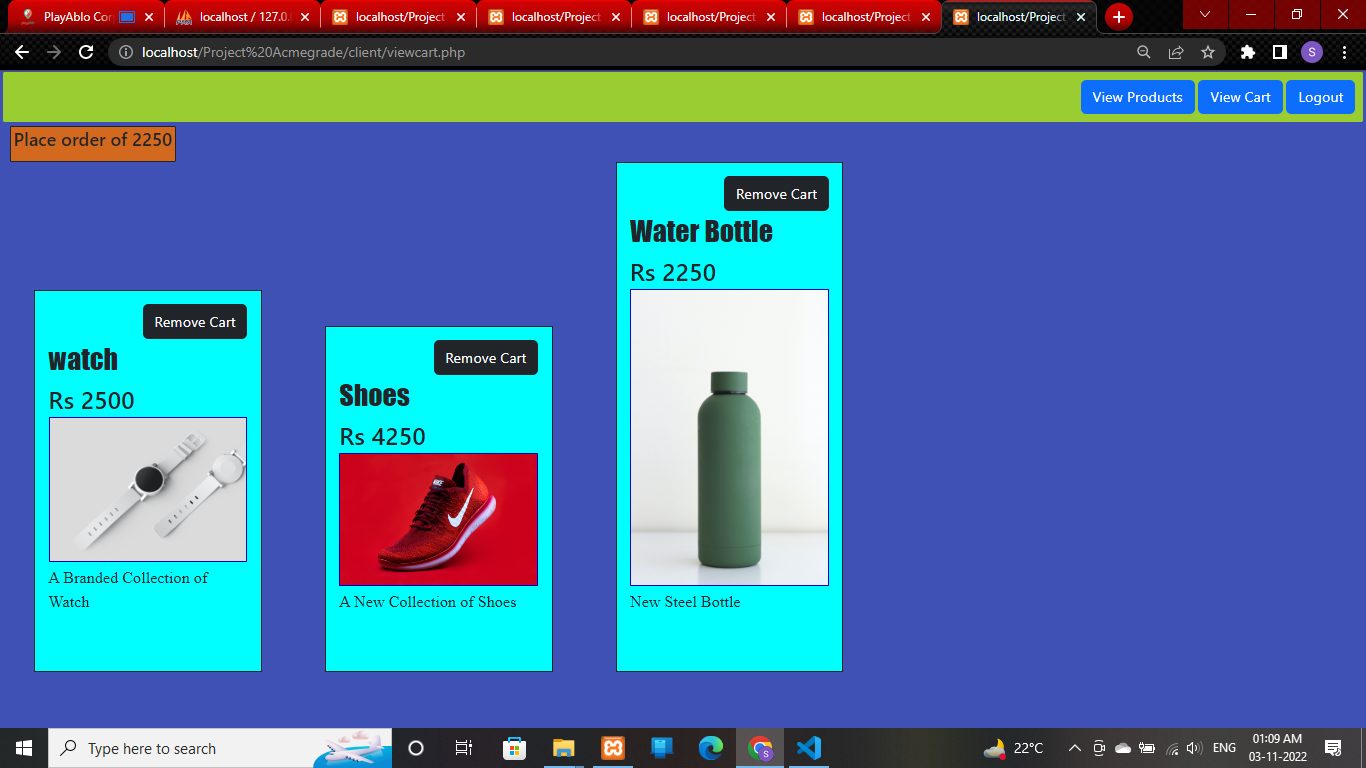 PlayAblo Cor
localhost / 127.0.
localhost/Project
localhost/Project
localhost/Project
localhost/Project
localhost/Project
localhost/Project%20Acmegrade/client/viewcart.php
S
View Products
View Cart
Logout
Place order of 2250
Remove Cart
watch
Rs 2500
A Branded Collection of
Watch
Remove Cart
Shoes
Rs 4250
A New Collection of Shoes
Remove Cart
Water Bottle
Rs 2250
New Steel Bottle
Type here to search
22°C
ENG
01:09 AM
03-11-2022